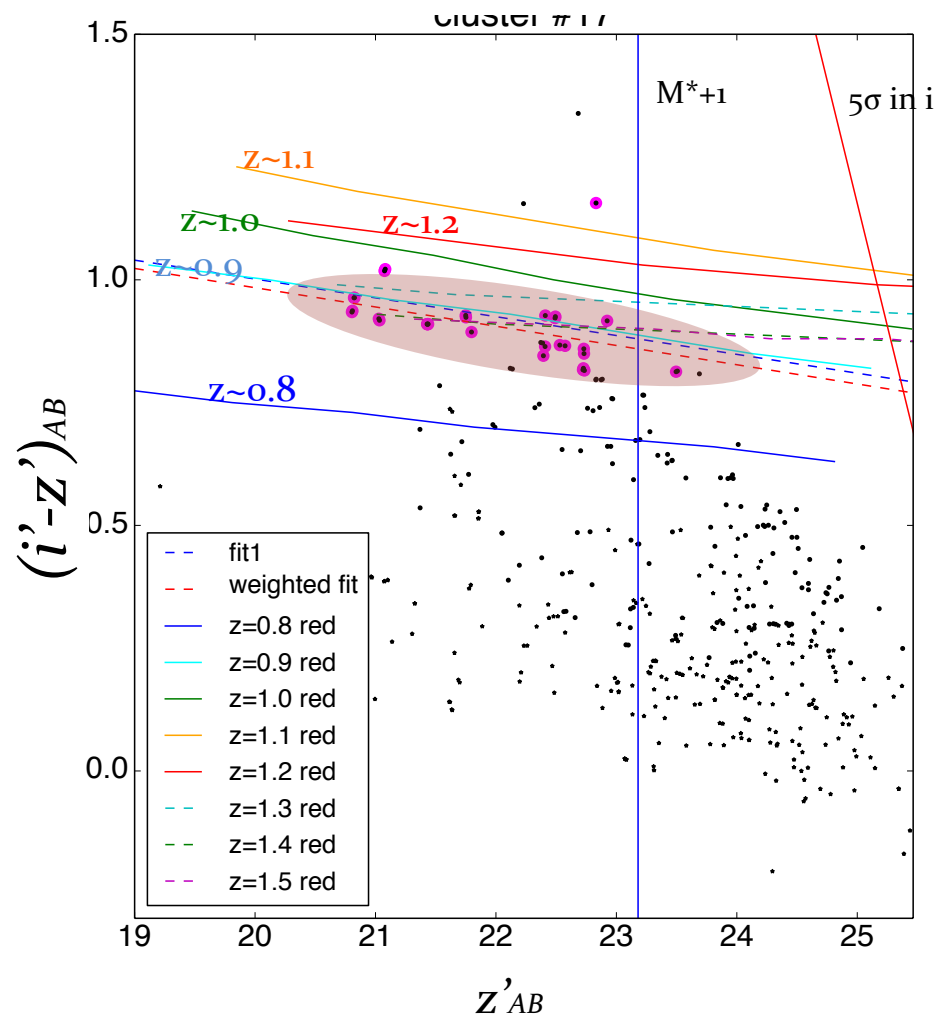 cluster #17
1.5
M*+1
5σ in i
z~1.1
z~1.0
z~1.2
1.0
z~0.9
z~0.8
(i'-z')AB
0.5
fit1
weighted fit
z=0.8 red
z=0.9 red
z=1.0 red
z=1.1 red
z=1.2 red
z=1.3 red
z=1.4 red
z=1.5 red
0.0
19 20 21 22 23 24 25
z'AB